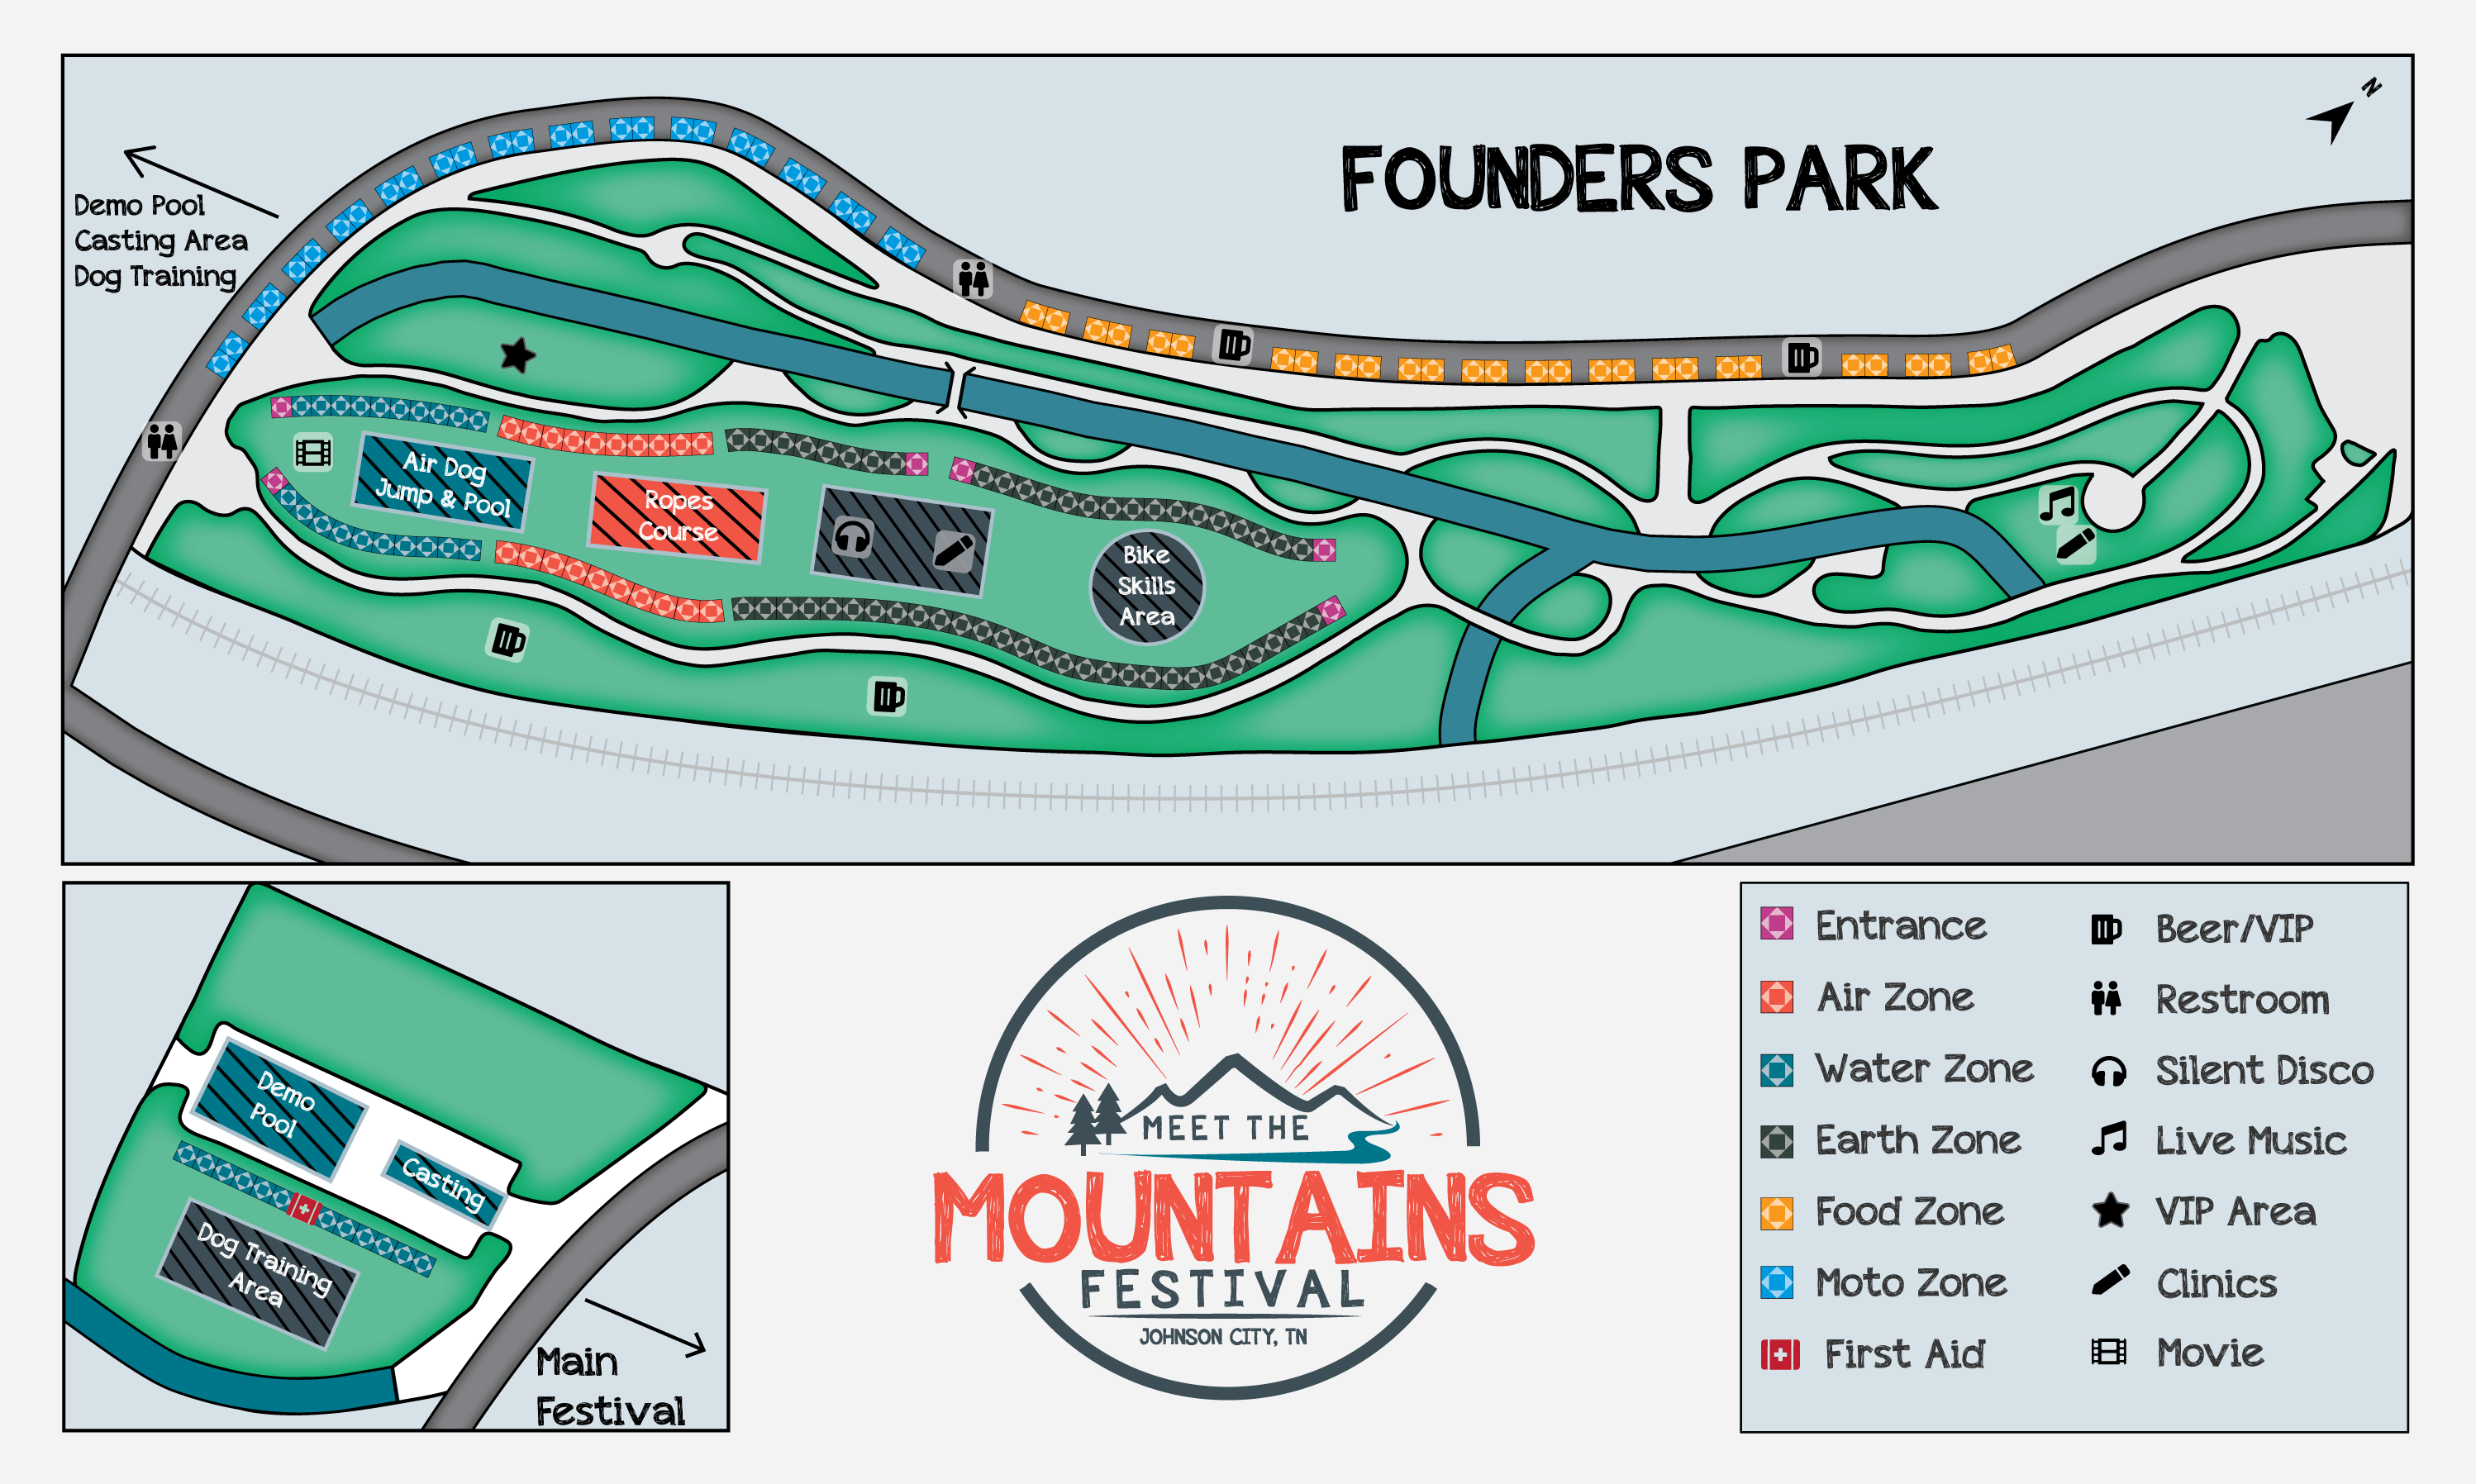 N
FOUNDERS PARK
Demo Pool
Casting Area
Dog Training
Air Dog
Jump & Pool
Ropes
Course
Bike
Skills
Area
Demo
Pool
Casting
Dog Training
Area
Main
Festival
MEET THE
MOUNTAINS
FESTIVAL
JOHNSON CITY, TN
Entrance
Air Zone
Water Zone
Earth Zone
Food Zone
Moto Zone
First Aid
Beer/VIP
Restroom
Silent Disco
Live Music
VIP Area
Clinics
Movie